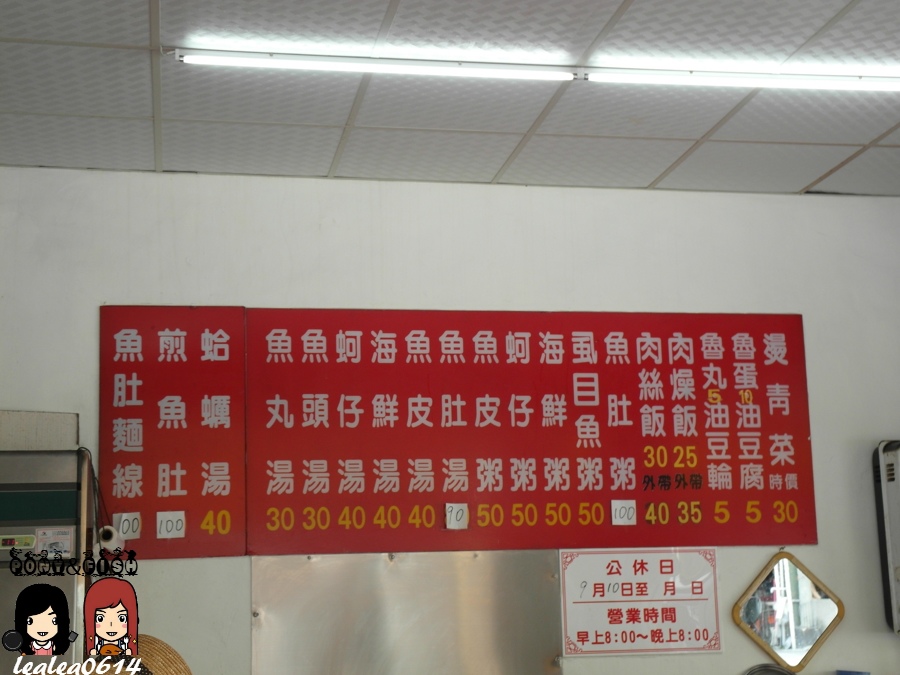 魚肚麵線 100
煎魚肚 100
蛤蠣湯 40
魚丸湯 30
魚頭湯 30
蚵仔湯 40
海鮮湯 40
魚皮湯 40
魚肚湯 90
魚皮粥 50
蚵仔粥 50
海鮮粥 50
虱目魚粥 50
魚肚粥 100
肉絲飯 30 外帶 40
肉燥飯 25 外帶 35
魯丸 5 油豆輪 5
魯蛋 10 油豆腐 5
燙青菜 時價 30
公休日
9月10日至 月 日
營業時間
早上8:00～晚上8:00
PONY&FISH
lealea0614